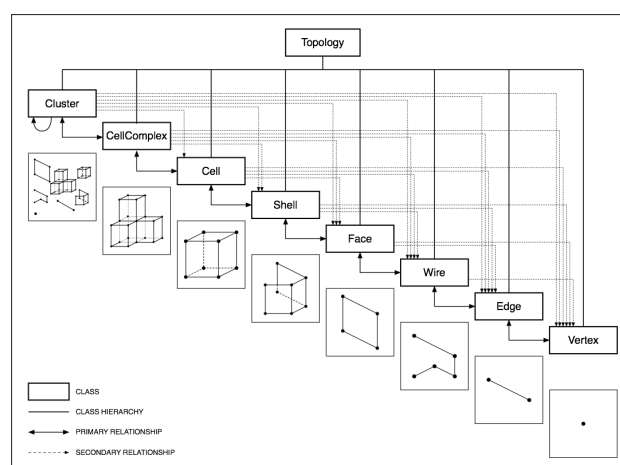 Topology
Cluster
CellComplex
Cell
Shell
Face
Wire
Edge
Vertex
CLASS
CLASS HIERARCHY
PRIMARY RELATIONSHIP
SECONDARY RELATIONSHIP